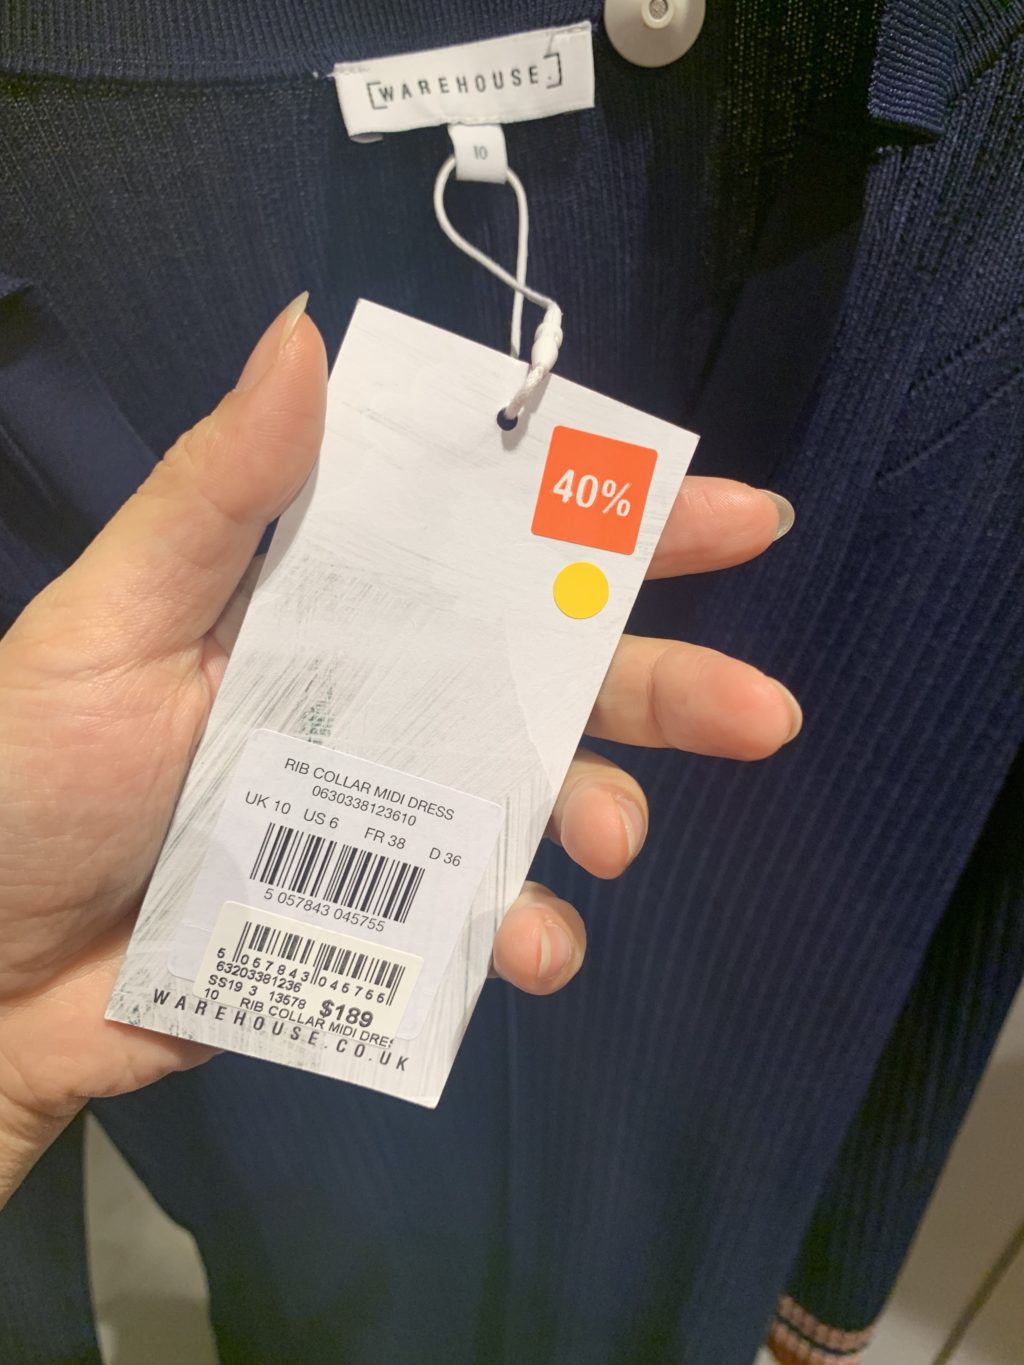 [WAREHOUSE.]
10
40%
RIB COLLAR MIDI DRESS
0630338123610
UK 10 US 6 FR 38 D 36
5 057843 045755
5 057843 045755
63203381236
SS19 3 13578 $189
10 RIB COLLAR MIDI DRES
WAREHOUSE.CO.UK